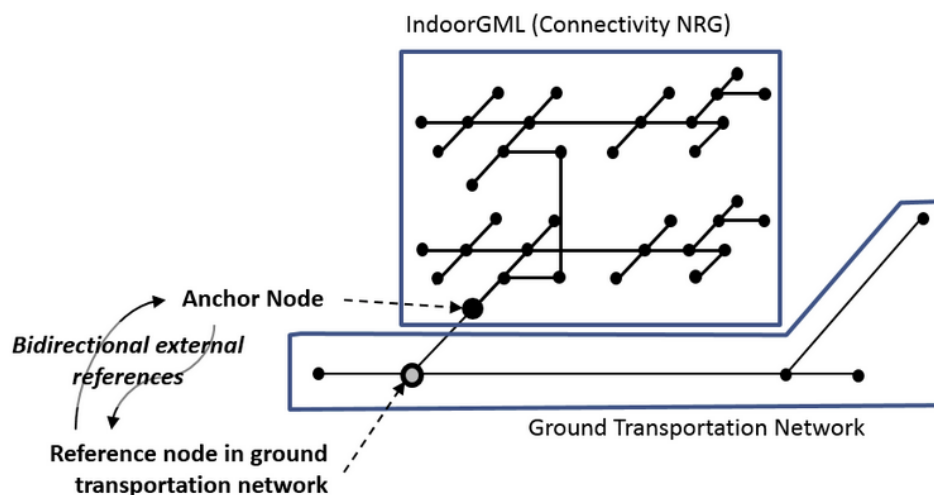 IndoorGML (Connectivity NRG)
Anchor Node
Bidirectional external
references
Ground Transportation Network
Reference node in ground
transportation network